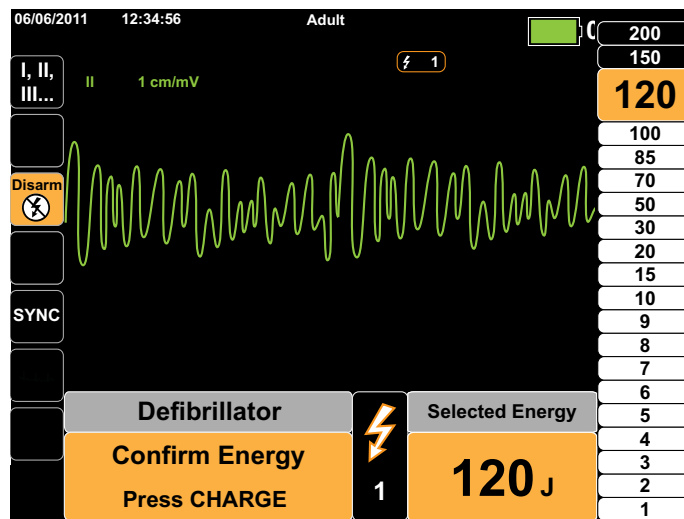 06/06/2011 12:34:56 Adult
1
I, II,
III...
II 1 cm/mV
Disarm
SYNC
200
150
120
100
85
70
50
30
20
15
10
9
8
7
6
5
4
3
2
1
Defibrillator
Confirm Energy
Press CHARGE
1
Selected Energy
120 J